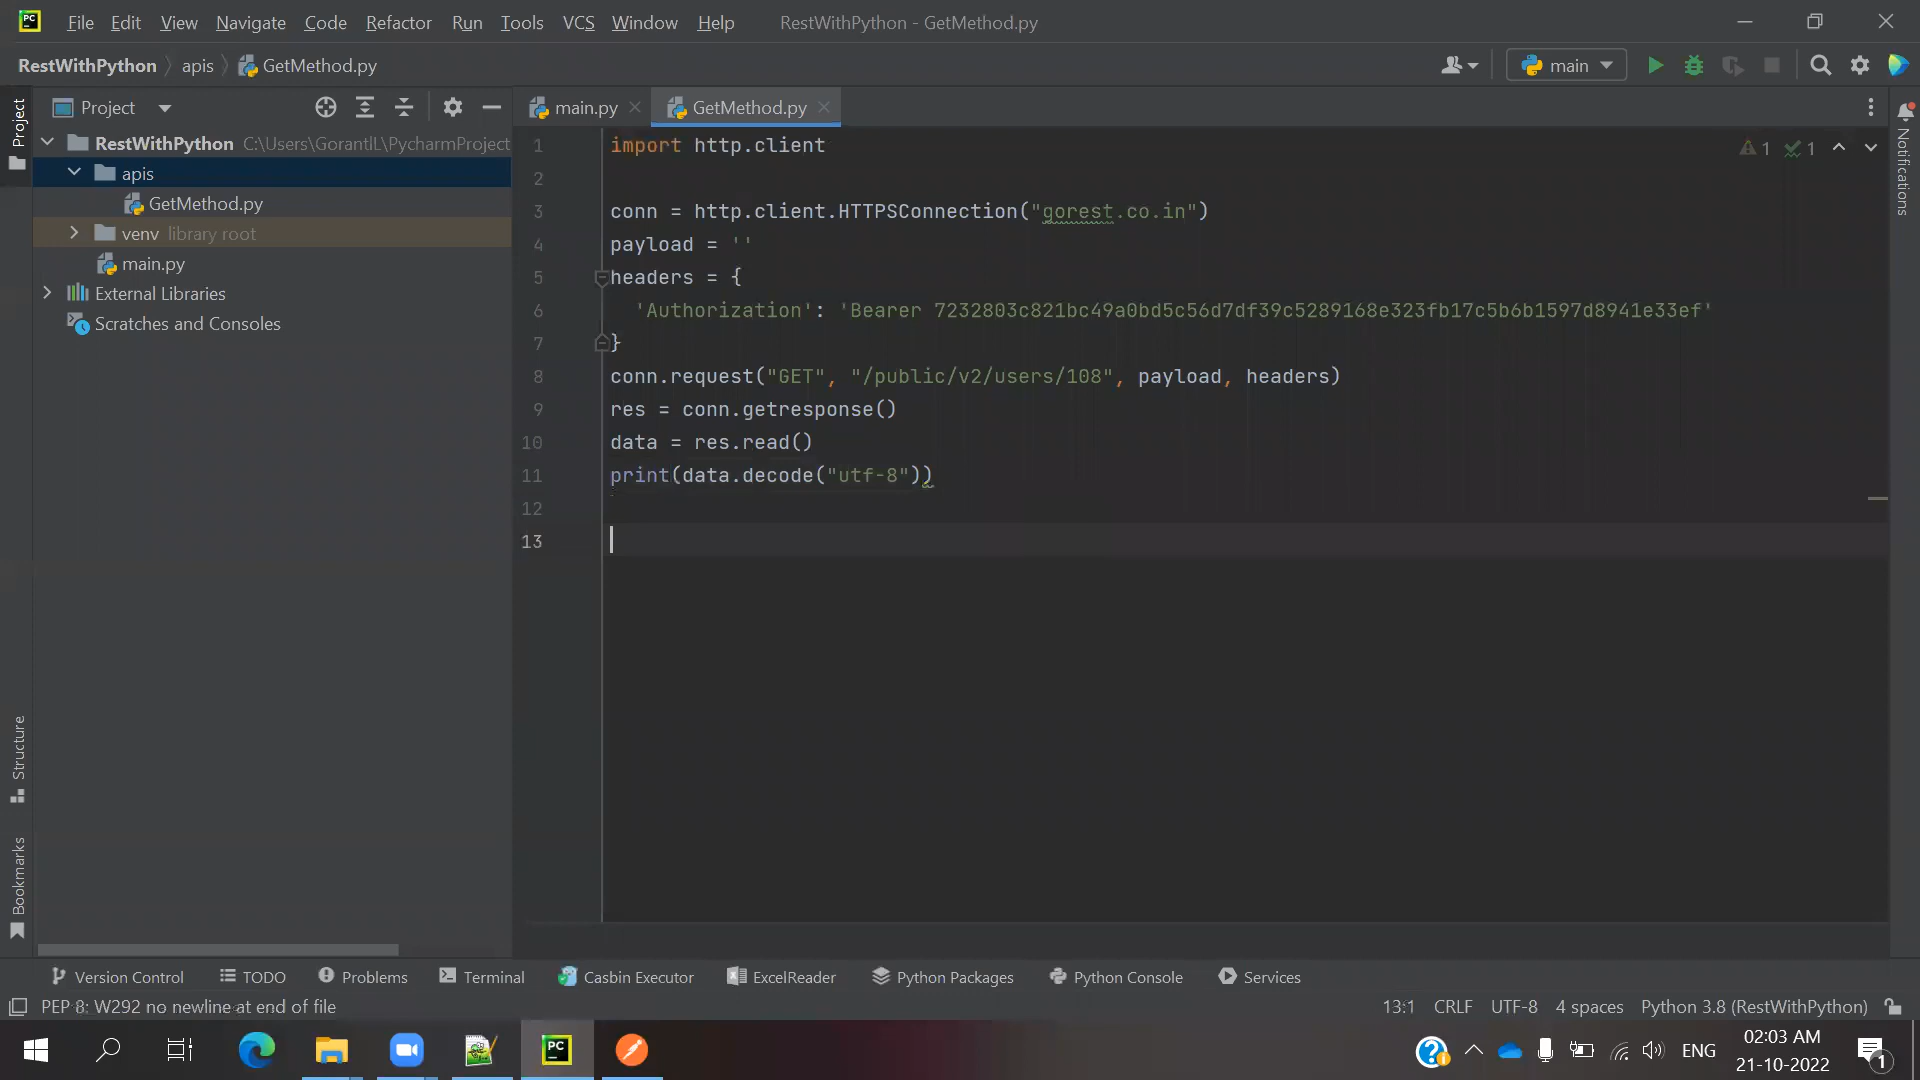 PC File Edit View Navigate Code Refactor Run Tools VCS Window Help RestWithPython - GetMethod.py
RestWithPython apis GetMethod.py main
Project main.py GetMethod.py
Project
RestWithPython C:\Users\GorantlL\PycharmProject
apis
GetMethod.py
venv library root
main.py
External Libraries
Scratches and Consoles
1 import http.client
2
3 conn = http.client.HTTPSConnection("gorest.co.in")
4 payload = ''
5 headers = {
6 'Authorization': 'Bearer 7232803c821bc49a0bd5c56d7df39c5289168e323fb17c5b6b1597d8941e33ef'
7 }
8 conn.request("GET", "/public/v2/users/108", payload, headers)
9 res = conn.getresponse()
10 data = res.read()
11 print(data.decode("utf-8"))
12
13
1 1
Notifications
Structure
Bookmarks
Version Control TODO Problems Terminal Casbin Executor ExcelReader Python Packages Python Console Services
PEP 8: W292 no newline at end of file 13:1 CRLF UTF-8 4 spaces Python 3.8 (RestWithPython)
PC ENG 02:03 AM
21-10-2022 1